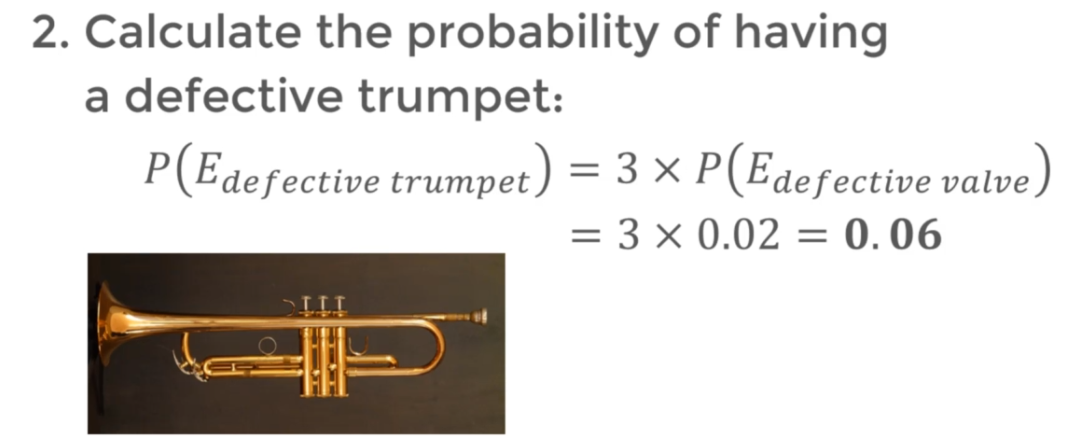 2. Calculate the probability of having
a defective trumpet:
P(E_defective trumpet) = 3 × P(E_defective valve)
= 3 × 0.02 = 0.06